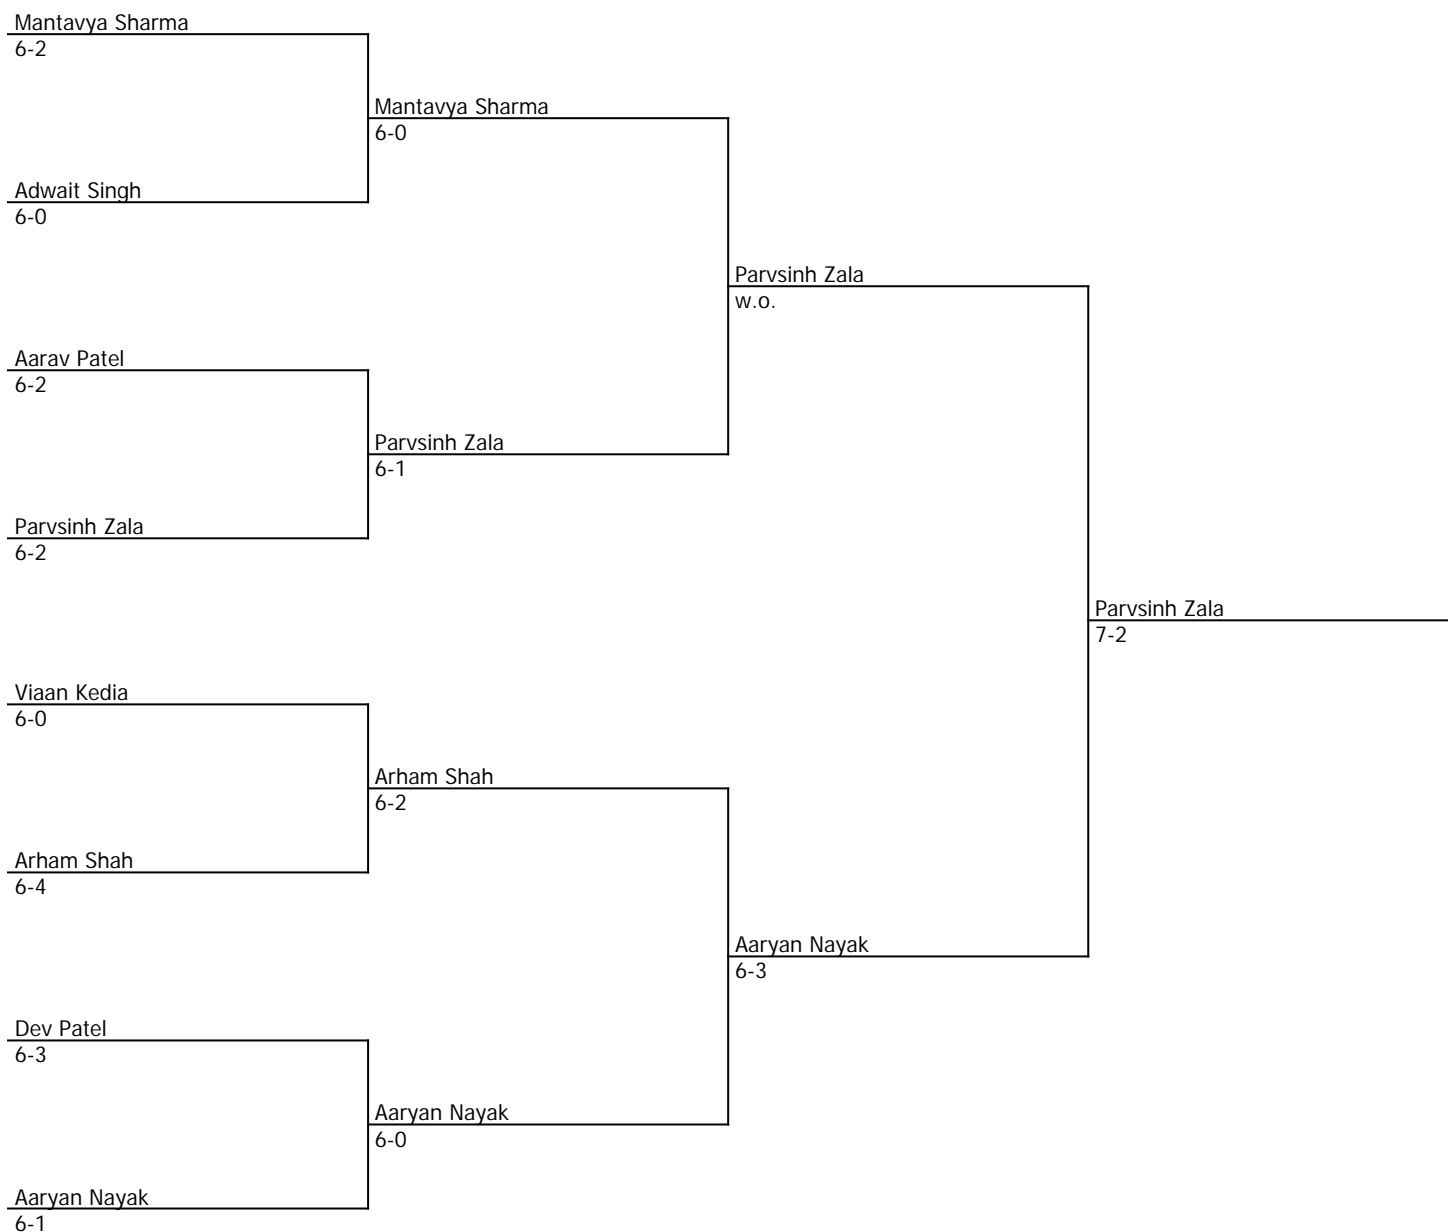 Mantavya Sharma
6-2
Mantavya Sharma
6-0
Adwait Singh
6-0
Parvsinh Zala
w.o.
Aarav Patel
6-2
Parvsinh Zala
6-1
Parvsinh Zala
6-2
Parvsinh Zala
7-2
Viaan Kedia
6-0
Arham Shah
6-2
Arham Shah
6-4
Aaryan Nayak
6-3
Dev Patel
6-3
Aaryan Nayak
6-0
Aaryan Nayak
6-1